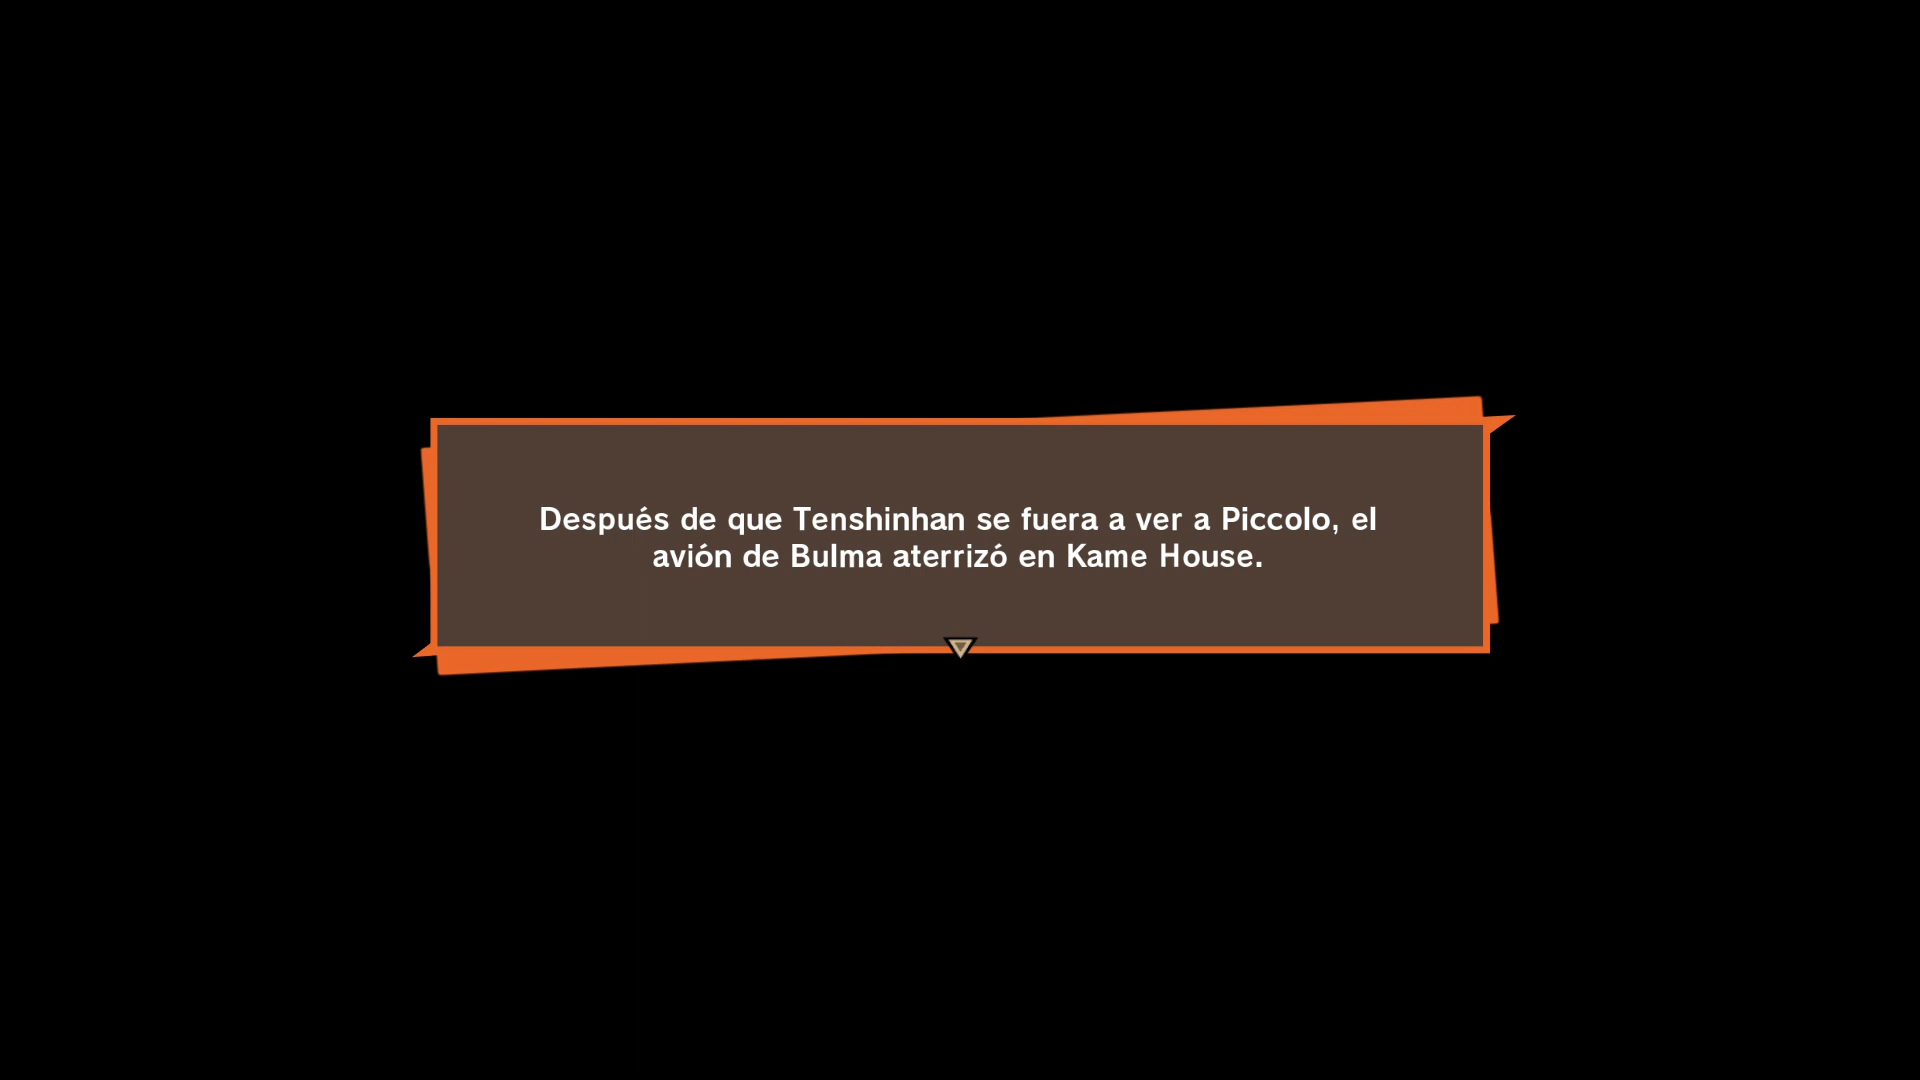 Después de que Tenshinhan se fuera a ver a Piccolo, el
avión de Bulma aterrizó en Kame House.